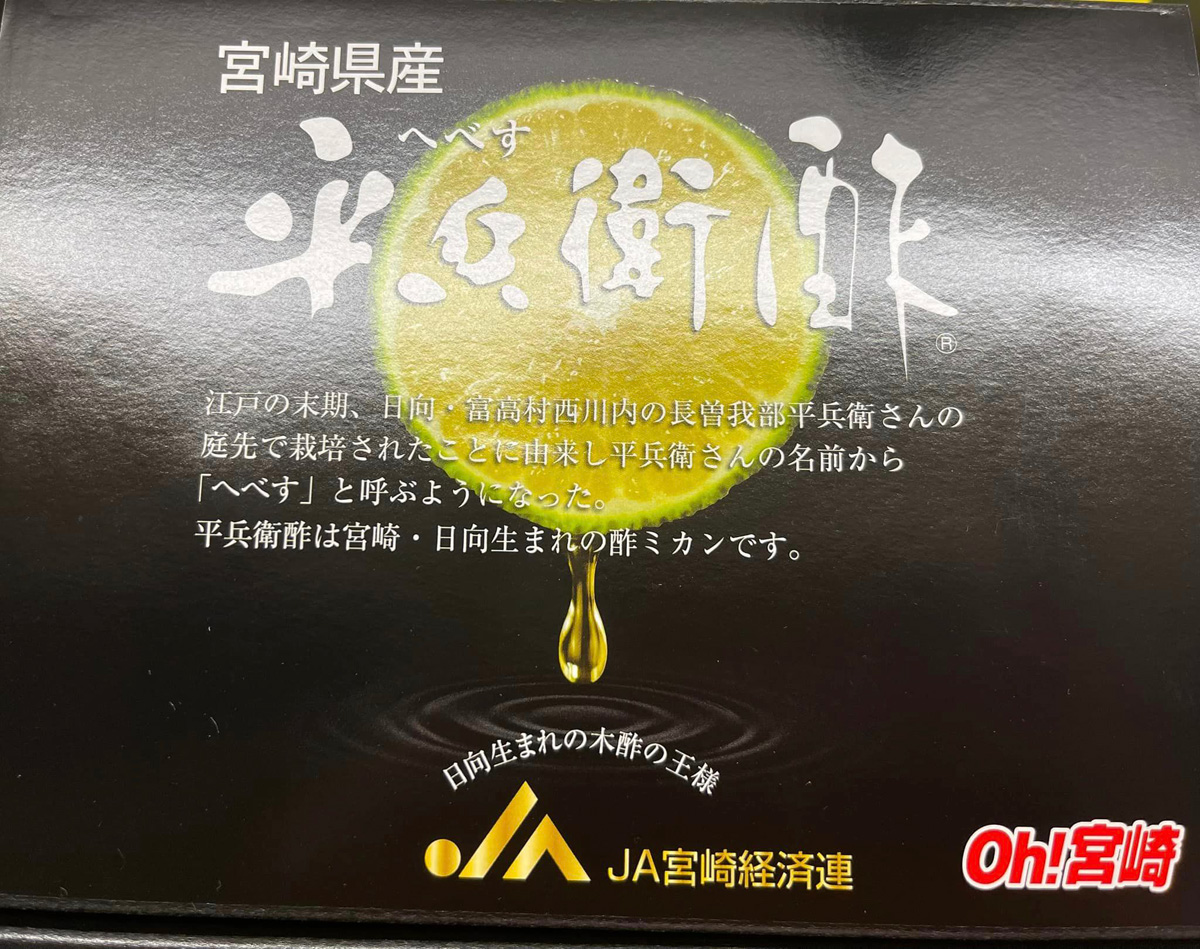 宮崎県産
へべす
平兵衛酢
®
江戸の末期、日向・富高村西川内の長曽我部平兵衛さんの
庭先で栽培されたことに由来し平兵衛さんの名前から
「へべす」と呼ぶようになった。
平兵衛酢は宮崎・日向生まれの酢ミカンです。
日向生まれの木酢の王様
JA
JA宮崎経済連
Oh!宮崎